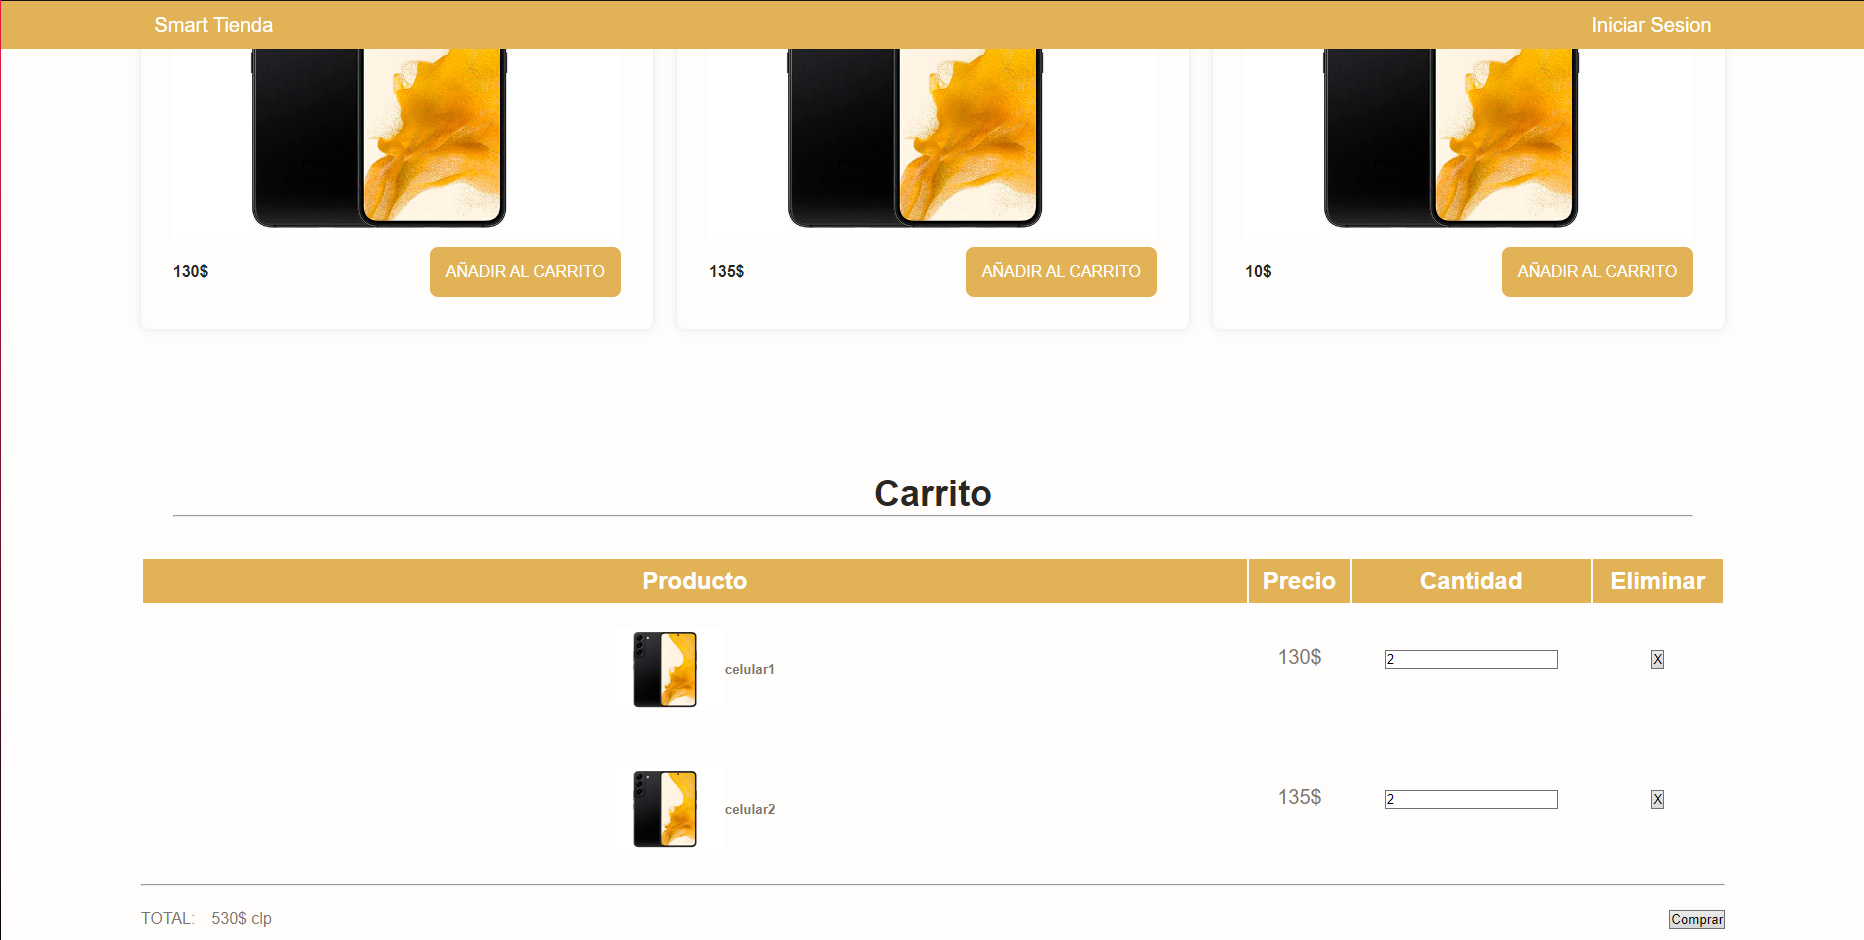 Smart Tienda
Iniciar Sesion
130$
AÑADIR AL CARRITO
135$
AÑADIR AL CARRITO
10$
AÑADIR AL CARRITO
Carrito
Producto Precio Cantidad Eliminar
celular1 130$ 2 X
celular2 135$ 2 X
TOTAL: 530$ clp
Comprar